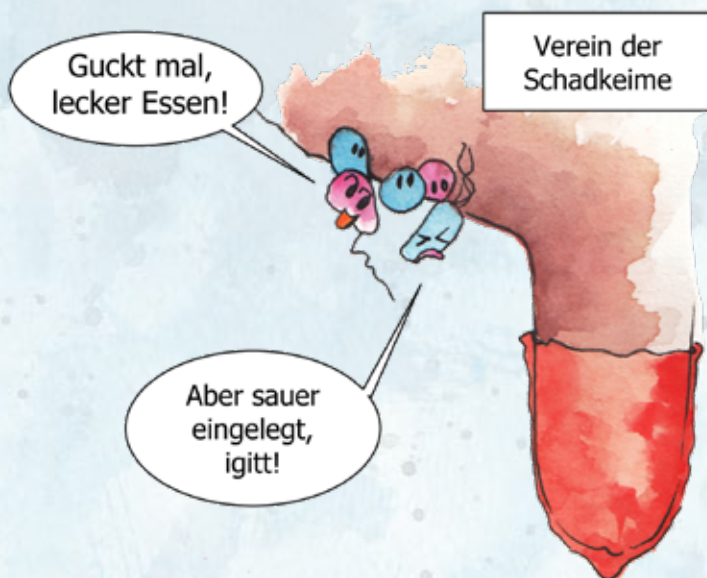 Guckt mal,
lecker Essen!
Verein der
Schadkeime
Aber sauer
eingelegt,
igitt!